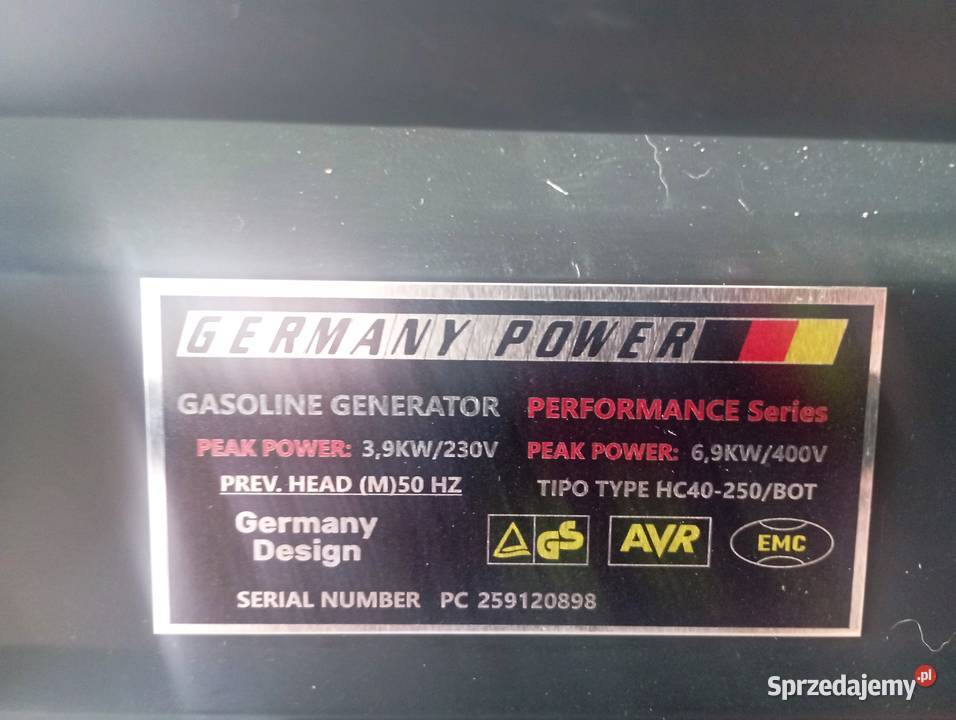 GERMANY POWER
GASOLINE GENERATOR PERFORMANCE Series
PEAK POWER: 3,9KW/230V PEAK POWER: 6,9KW/400V
PREV. HEAD (M)50 HZ TIPO TYPE HC40-250/BOT
Germany
Design
GS AVR EMC
SERIAL NUMBER PC 259120898
Sprzedajemy.pl